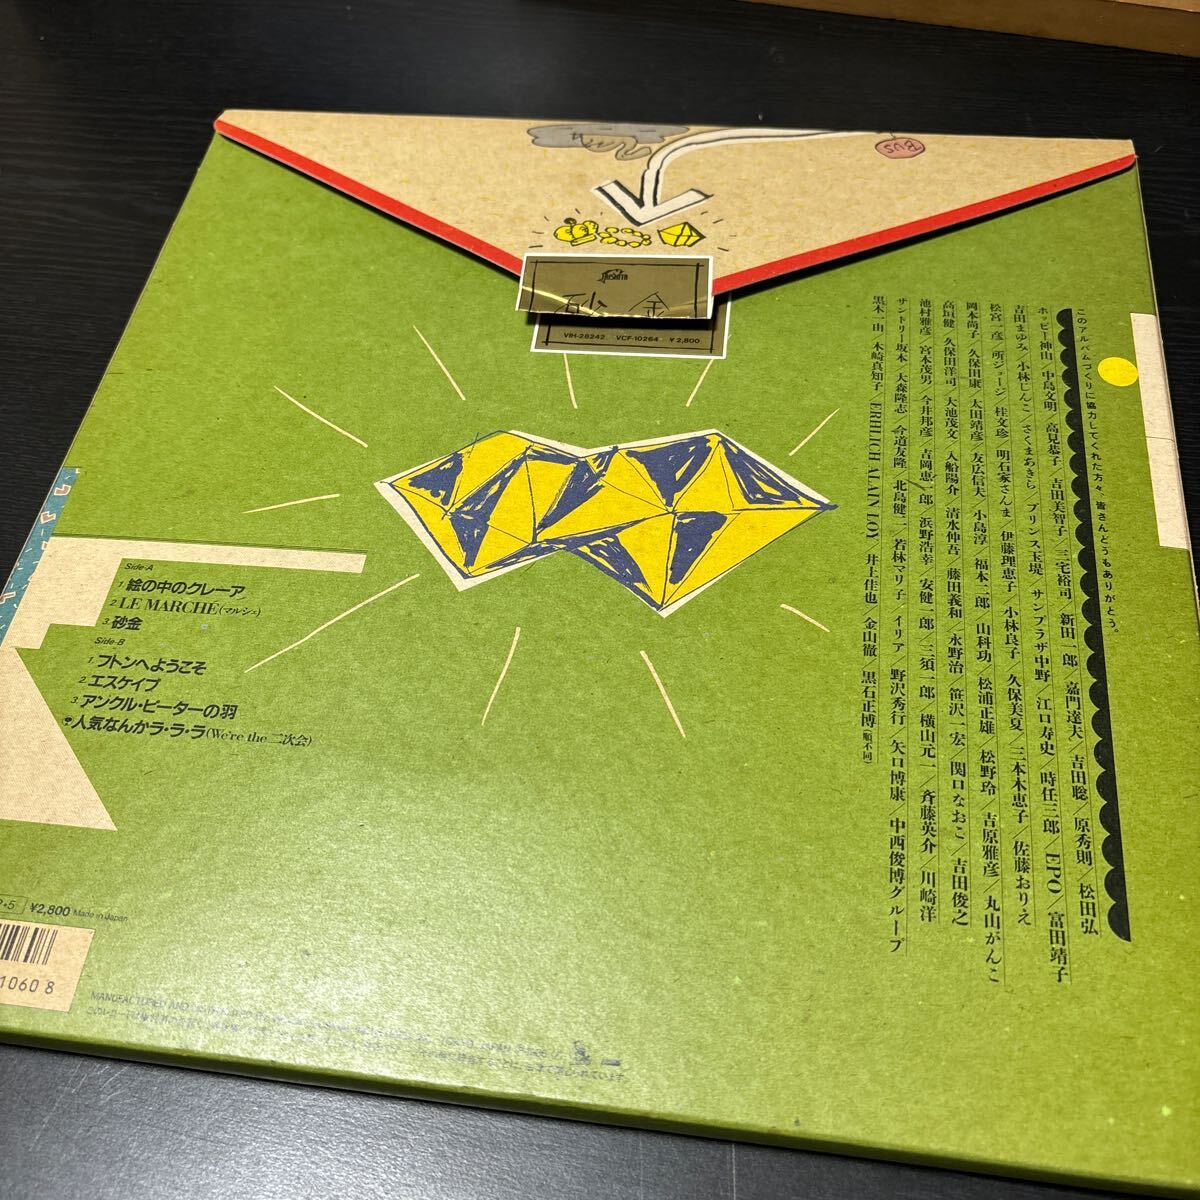 BUS
砂 金
VIH-28242 VCF-10264 ¥2,800
このアルバムづくりに協力してくれた方々、皆さんどうもありがとう。
ホッピー神山/中島文明/高見恭子/吉田美智子/三宅裕司/新田一郎/嘉門達夫/吉田聡/原秀則/松田弘
吉田まゆみ/小林じんこ/さくまあきら/プリンス玉堤/サンプラザ中野/江口寿史/時任三郎/EPO/富田靖子
松宮一彦/所ジョージ/桂文珍/明石家さんま/伊藤理恵子/小林良子/久保美夏/三本木恵子/佐藤おりえ
岡本尚子/久保田康/太田靖彦/友広信夫/小島淳/福本二郎/山科功/松浦正雄/松野玲/吉原雅彦/丸山がんこ
高垣健/久保田洋司/大池茂文/入船陽介/清水伸吾/藤田義和/永野治/笹沢一宏/関口なおこ/吉田俊之
池村雅彦/宮本茂男/今井邦彦/吉岡恵一郎/浜野浩幸/安健一郎/三須一郎/横山元一/斉藤英介/川崎洋
サントリー坂本/大森隆志/今道友隆/北島健二/若林マリ子/イリア/野沢秀行/矢口博康/中西俊博グループ
黒木一由/木崎真知子/ERHLICH ALAIN LOY/井上佳也/金山徹/黒石正博(順不同)
Side-A
1. 絵の中のクレーア
2. LE MARCHÉ(マルシェ)
3. 砂金
Side-B
1. フトンへようこそ
2. エスケイプ
3. アンクル・ピーターの羽
人気なんかラ・ラ・ラ(We're the 二次会)
¥2,800 Made in Japan
1060 8
MANUFACTURED AND